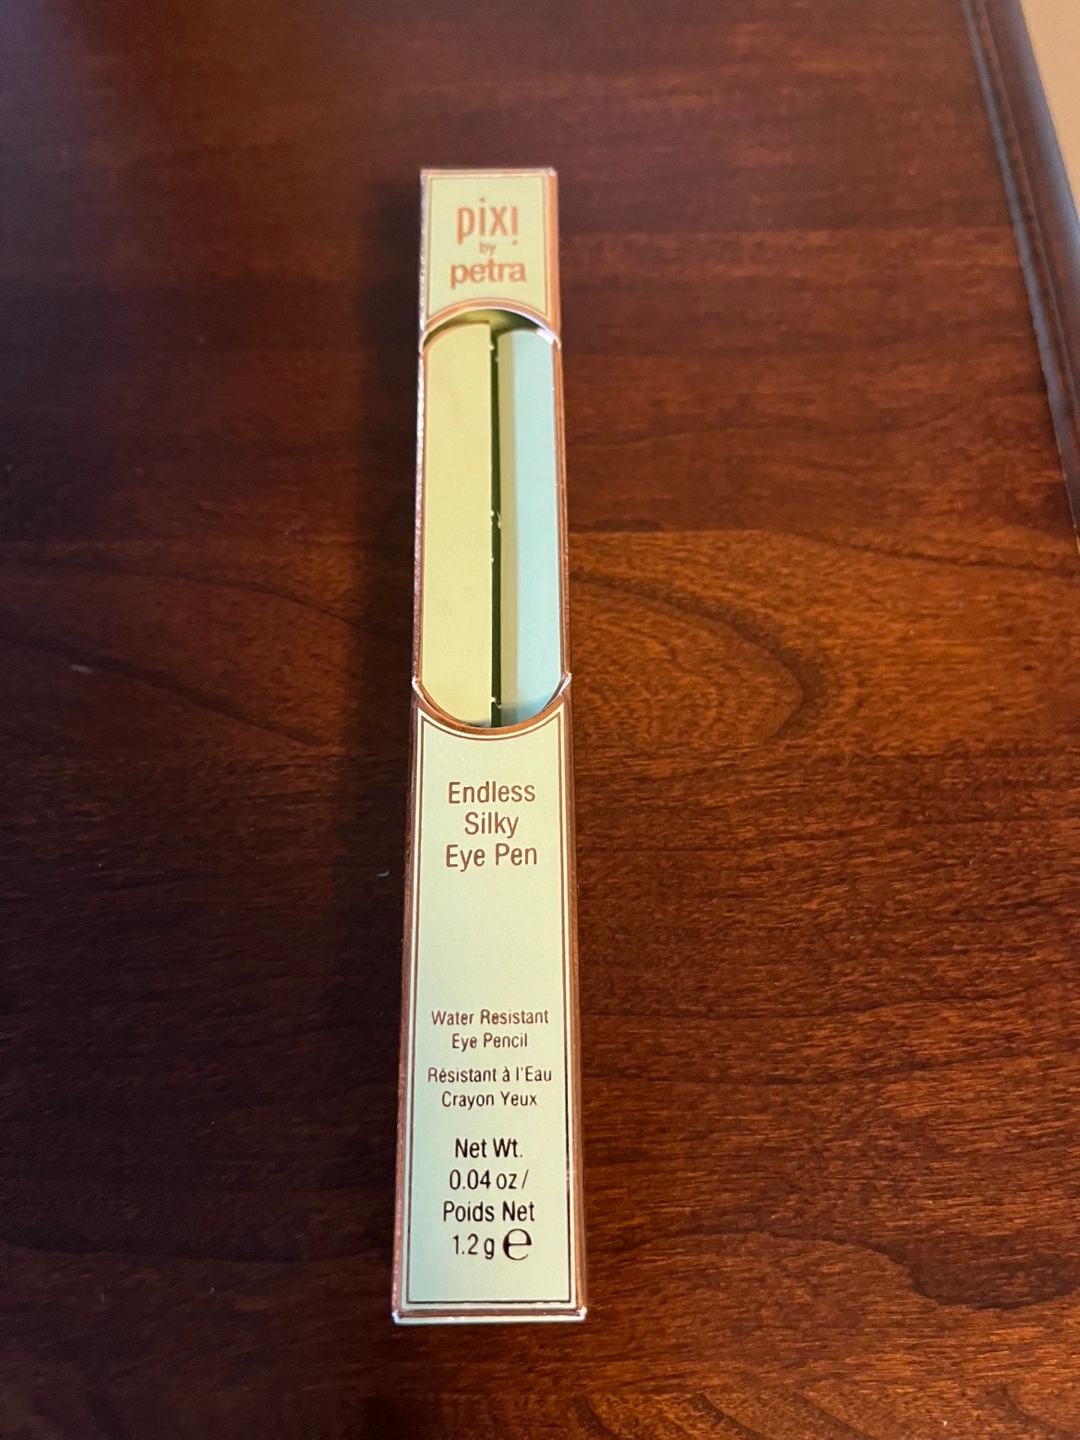 pixi
by
petra
Endless
Silky
Eye Pen
Water Resistant
Eye Pencil
Résistant à l'Eau
Crayon Yeux
Net Wt.
0.04 oz /
Poids Net
1.2 g ℮